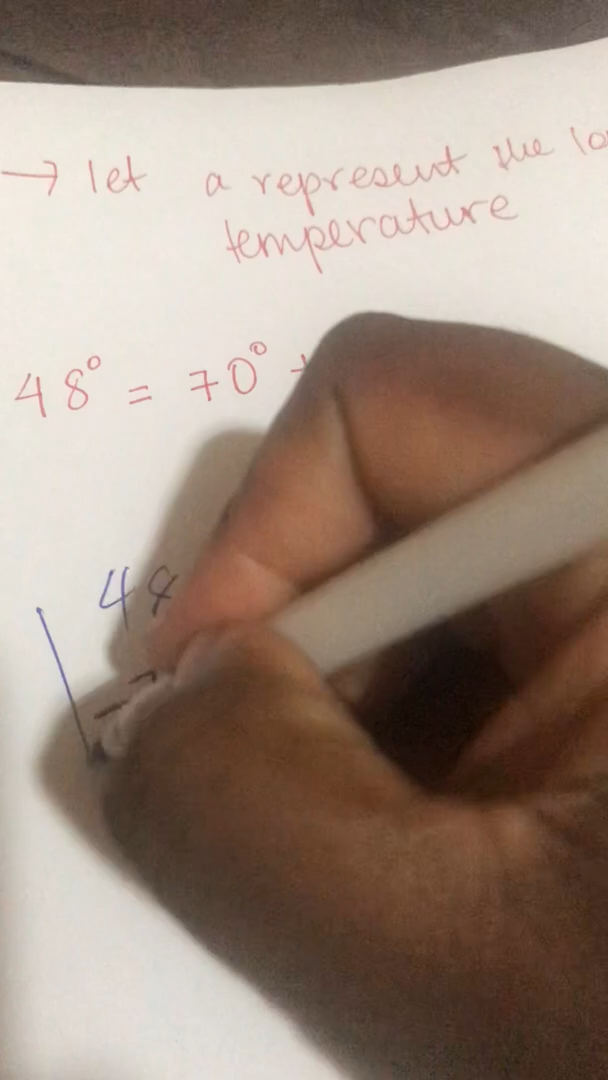 → let a represent the
temperature
48° = 70° +
48